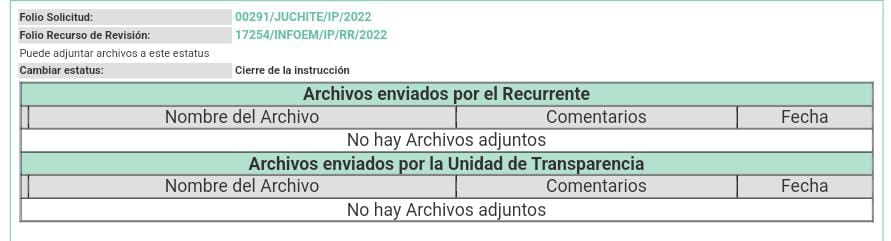 Folio Solicitud: 00291/JUCHITE/IP/2022
Folio Recurso de Revisión: 17254/INFOEM/IP/RR/2022
Puede adjuntar archivos a este estatus
Cambiar estatus: Cierre de la instrucción
Archivos enviados por el Recurrente
Nombre del Archivo Comentarios Fecha
No hay Archivos adjuntos
Archivos enviados por la Unidad de Transparencia
Nombre del Archivo Comentarios Fecha
No hay Archivos adjuntos